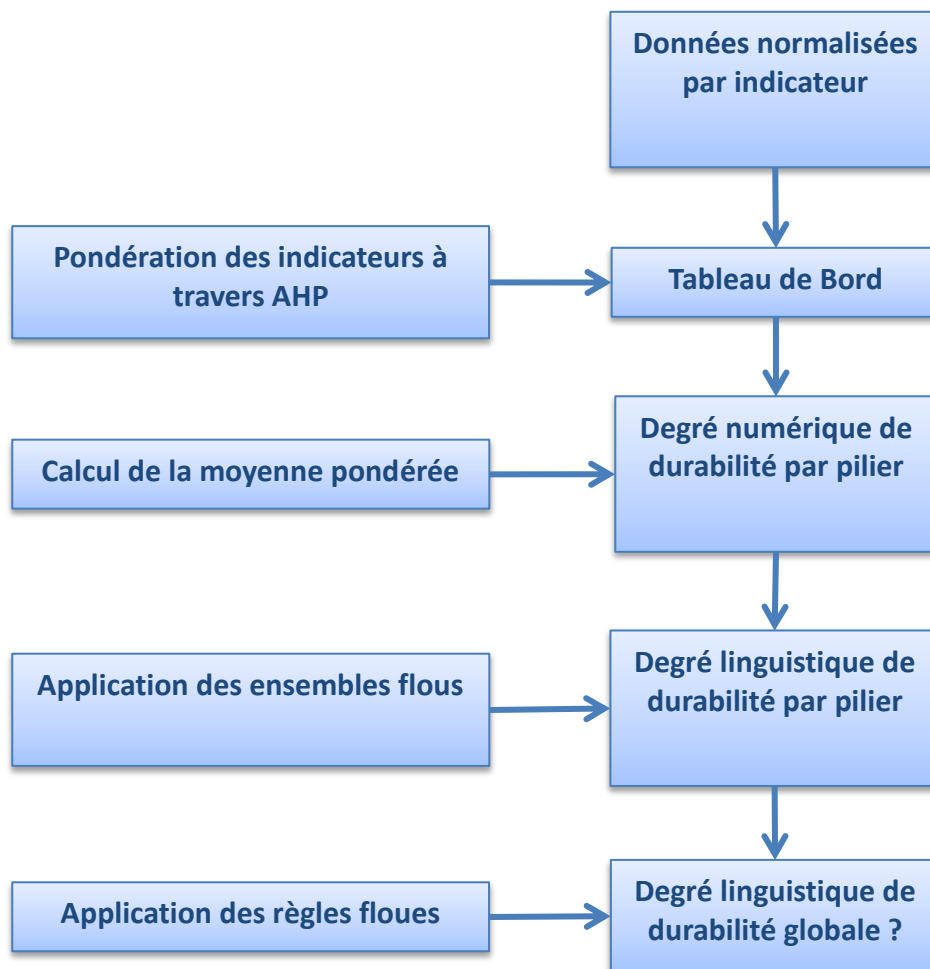 Données normalisées
par indicateur
Pondération des indicateurs à
travers AHP
Tableau de Bord
Calcul de la moyenne pondérée
Degré numérique de
durabilité par pilier
Application des ensembles flous
Degré linguistique de
durabilité par pilier
Application des règles floues
Degré linguistique de
durabilité globale ?